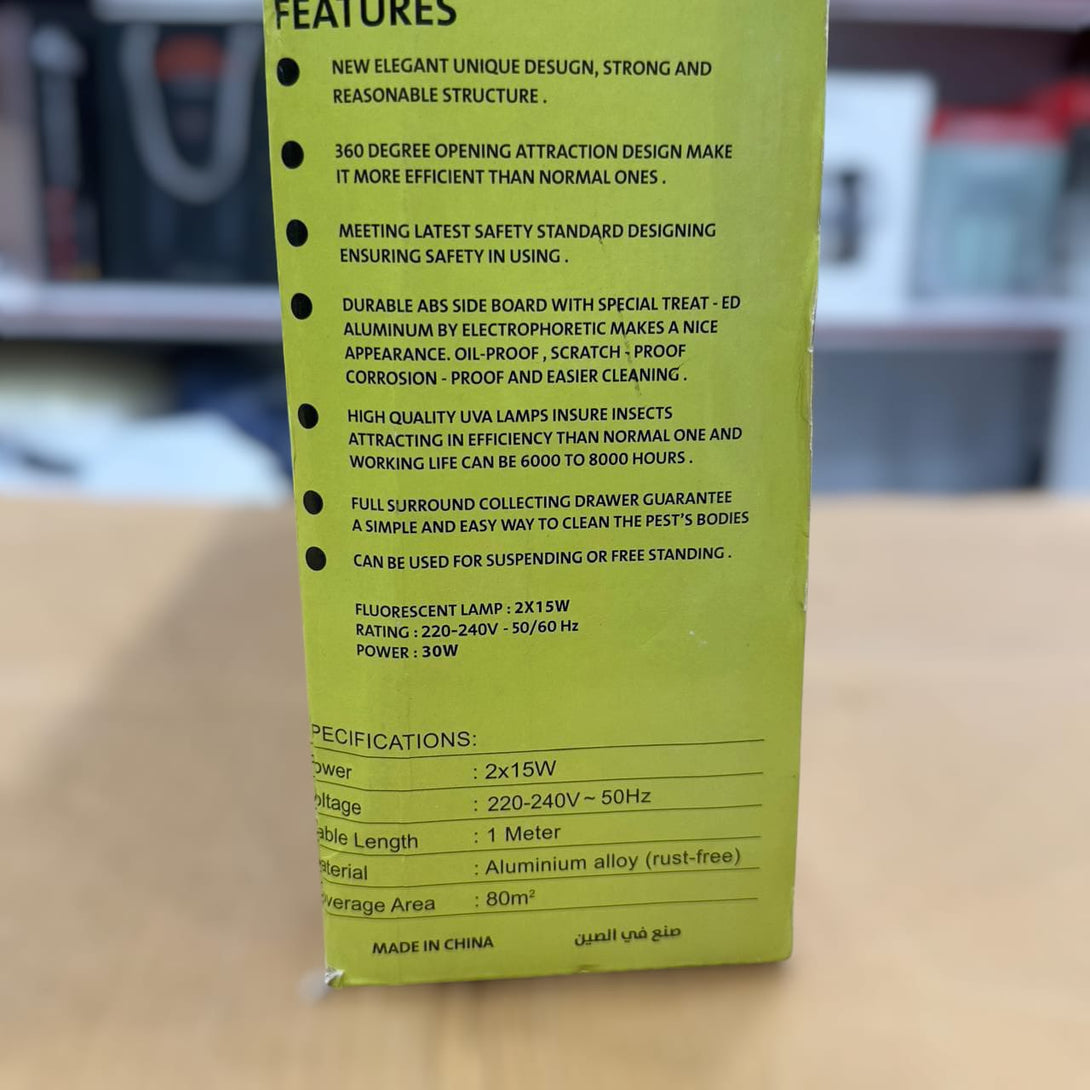 FEATURES
NEW ELEGANT UNIQUE DESUGN, STRONG AND
REASONABLE STRUCTURE .
360 DEGREE OPENING ATTRACTION DESIGN MAKE
IT MORE EFFICIENT THAN NORMAL ONES .
MEETING LATEST SAFETY STANDARD DESIGNING
ENSURING SAFETY IN USING .
DURABLE ABS SIDE BOARD WITH SPECIAL TREAT - ED
ALUMINUM BY ELECTROPHORETIC MAKES A NICE
APPEARANCE. OIL-PROOF , SCRATCH - PROOF
CORROSION - PROOF AND EASIER CLEANING .
HIGH QUALITY UVA LAMPS INSURE INSECTS
ATTRACTING IN EFFICIENCY THAN NORMAL ONE AND
WORKING LIFE CAN BE 6000 TO 8000 HOURS .
FULL SURROUND COLLECTING DRAWER GUARANTEE
A SIMPLE AND EASY WAY TO CLEAN THE PEST'S BODIES
CAN BE USED FOR SUSPENDING OR FREE STANDING .
FLUORESCENT LAMP : 2X15W
RATING : 220-240V - 50/60 Hz
POWER : 30W
PECIFICATIONS:
ower : 2x15W
oltage : 220-240V ~ 50Hz
able Length : 1 Meter
aterial : Aluminium alloy (rust-free)
overage Area : 80m²
MADE IN CHINA صنع في الصين